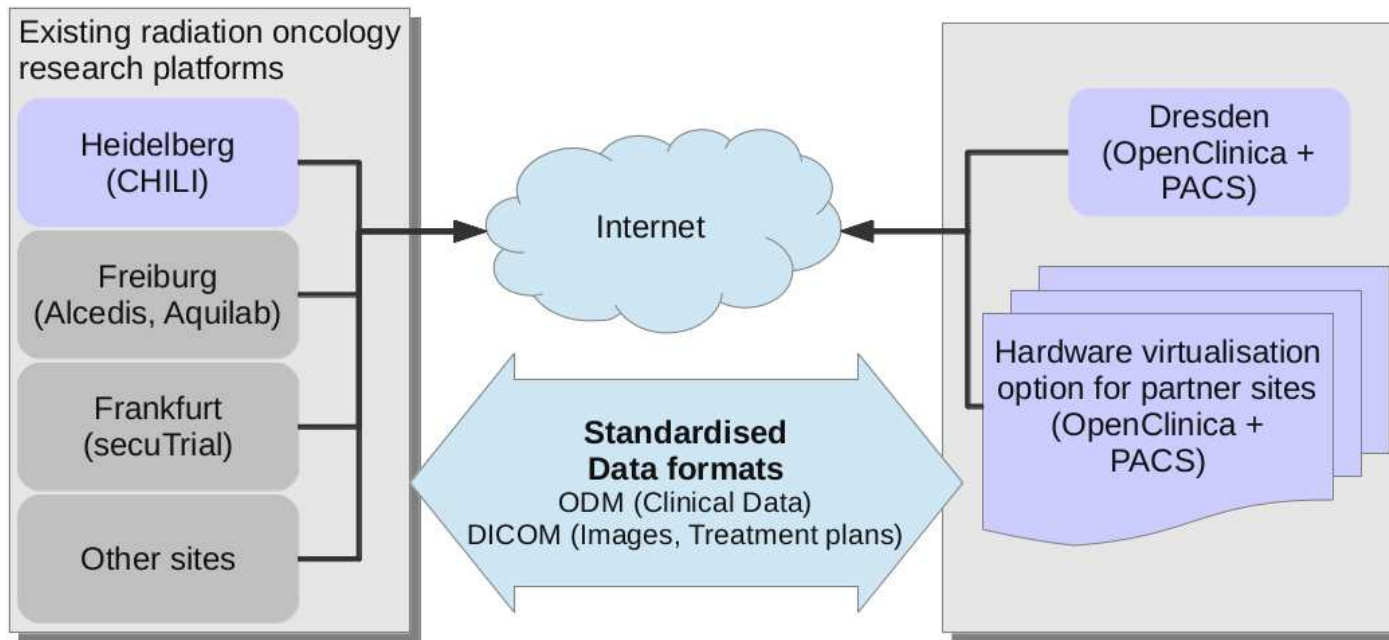 Existing radiation oncology
research platforms
Heidelberg
(CHILI)
Freiburg
(Alcedis, Aquilab)
Frankfurt
(secuTrial)
Other sites
Internet
Standardised
Data formats
ODM (Clinical Data)
DICOM (Images, Treatment plans)
Dresden
(OpenClinica +
PACS)
Hardware virtualisation
option for partner sites
(OpenClinica +
PACS)